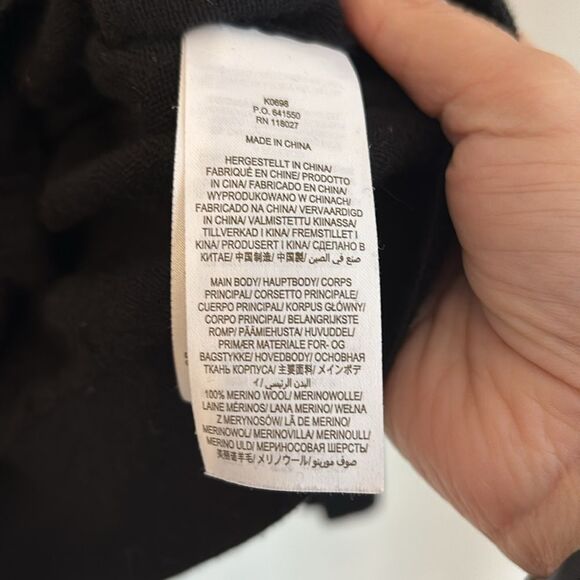 K0698
P.O. 641550
RN 118027
MADE IN CHINA
HERGESTELLT IN CHINA/
FABRIQUÉ EN CHINE/ PRODOTTO
IN CINA/ FABRICADO EN CHINA/
WYPRODUKOWANO W CHINACH/
FABRICADO NA CHINA/ VERVAARDIGD
IN CHINA/ VALMISTETTU KIINASSA/
TILLVERKAD I KINA/ FREMSTILLET I
KINA/ PRODUSERT I KINA/ СДЕЛАНО В
КИТАЕ/ 中国制造/ 中国製/ صنع في الصين
MAIN BODY/ HAUPTBODY/ CORPS
PRINCIPAL/ CORSETTO PRINCIPALE/
CUERPO PRINCIPAL/ KORPUS GŁÓWNY/
CORPO PRINCIPAL/ BELANGRIJKSTE
ROMP/ PÄÄMIEHUSTA/ HUVUDDEL/
PRIMÆR MATERIALE FOR- OG
BAGSTYKKE/ HOVEDBODY/ ОСНОВНАЯ
ТКАНЬ КОРПУСА/ 主要面料/ メインボデ
ィ/ البدن الرئيسي
100% MERINO WOOL/ MERINOWOLLE/
LAINE MÉRINOS/ LANA MERINO/ WEŁNA
Z MERYNOSÓW/ LÃ DE MERINO/
MERINOWOL/ MERINOVILLA/ MERINOULL/
MERINO ULD/ МЕРИНОСОВАЯ ШЕРСТЬ/
美丽诺羊毛/ メリノウール/ صوف مورينو